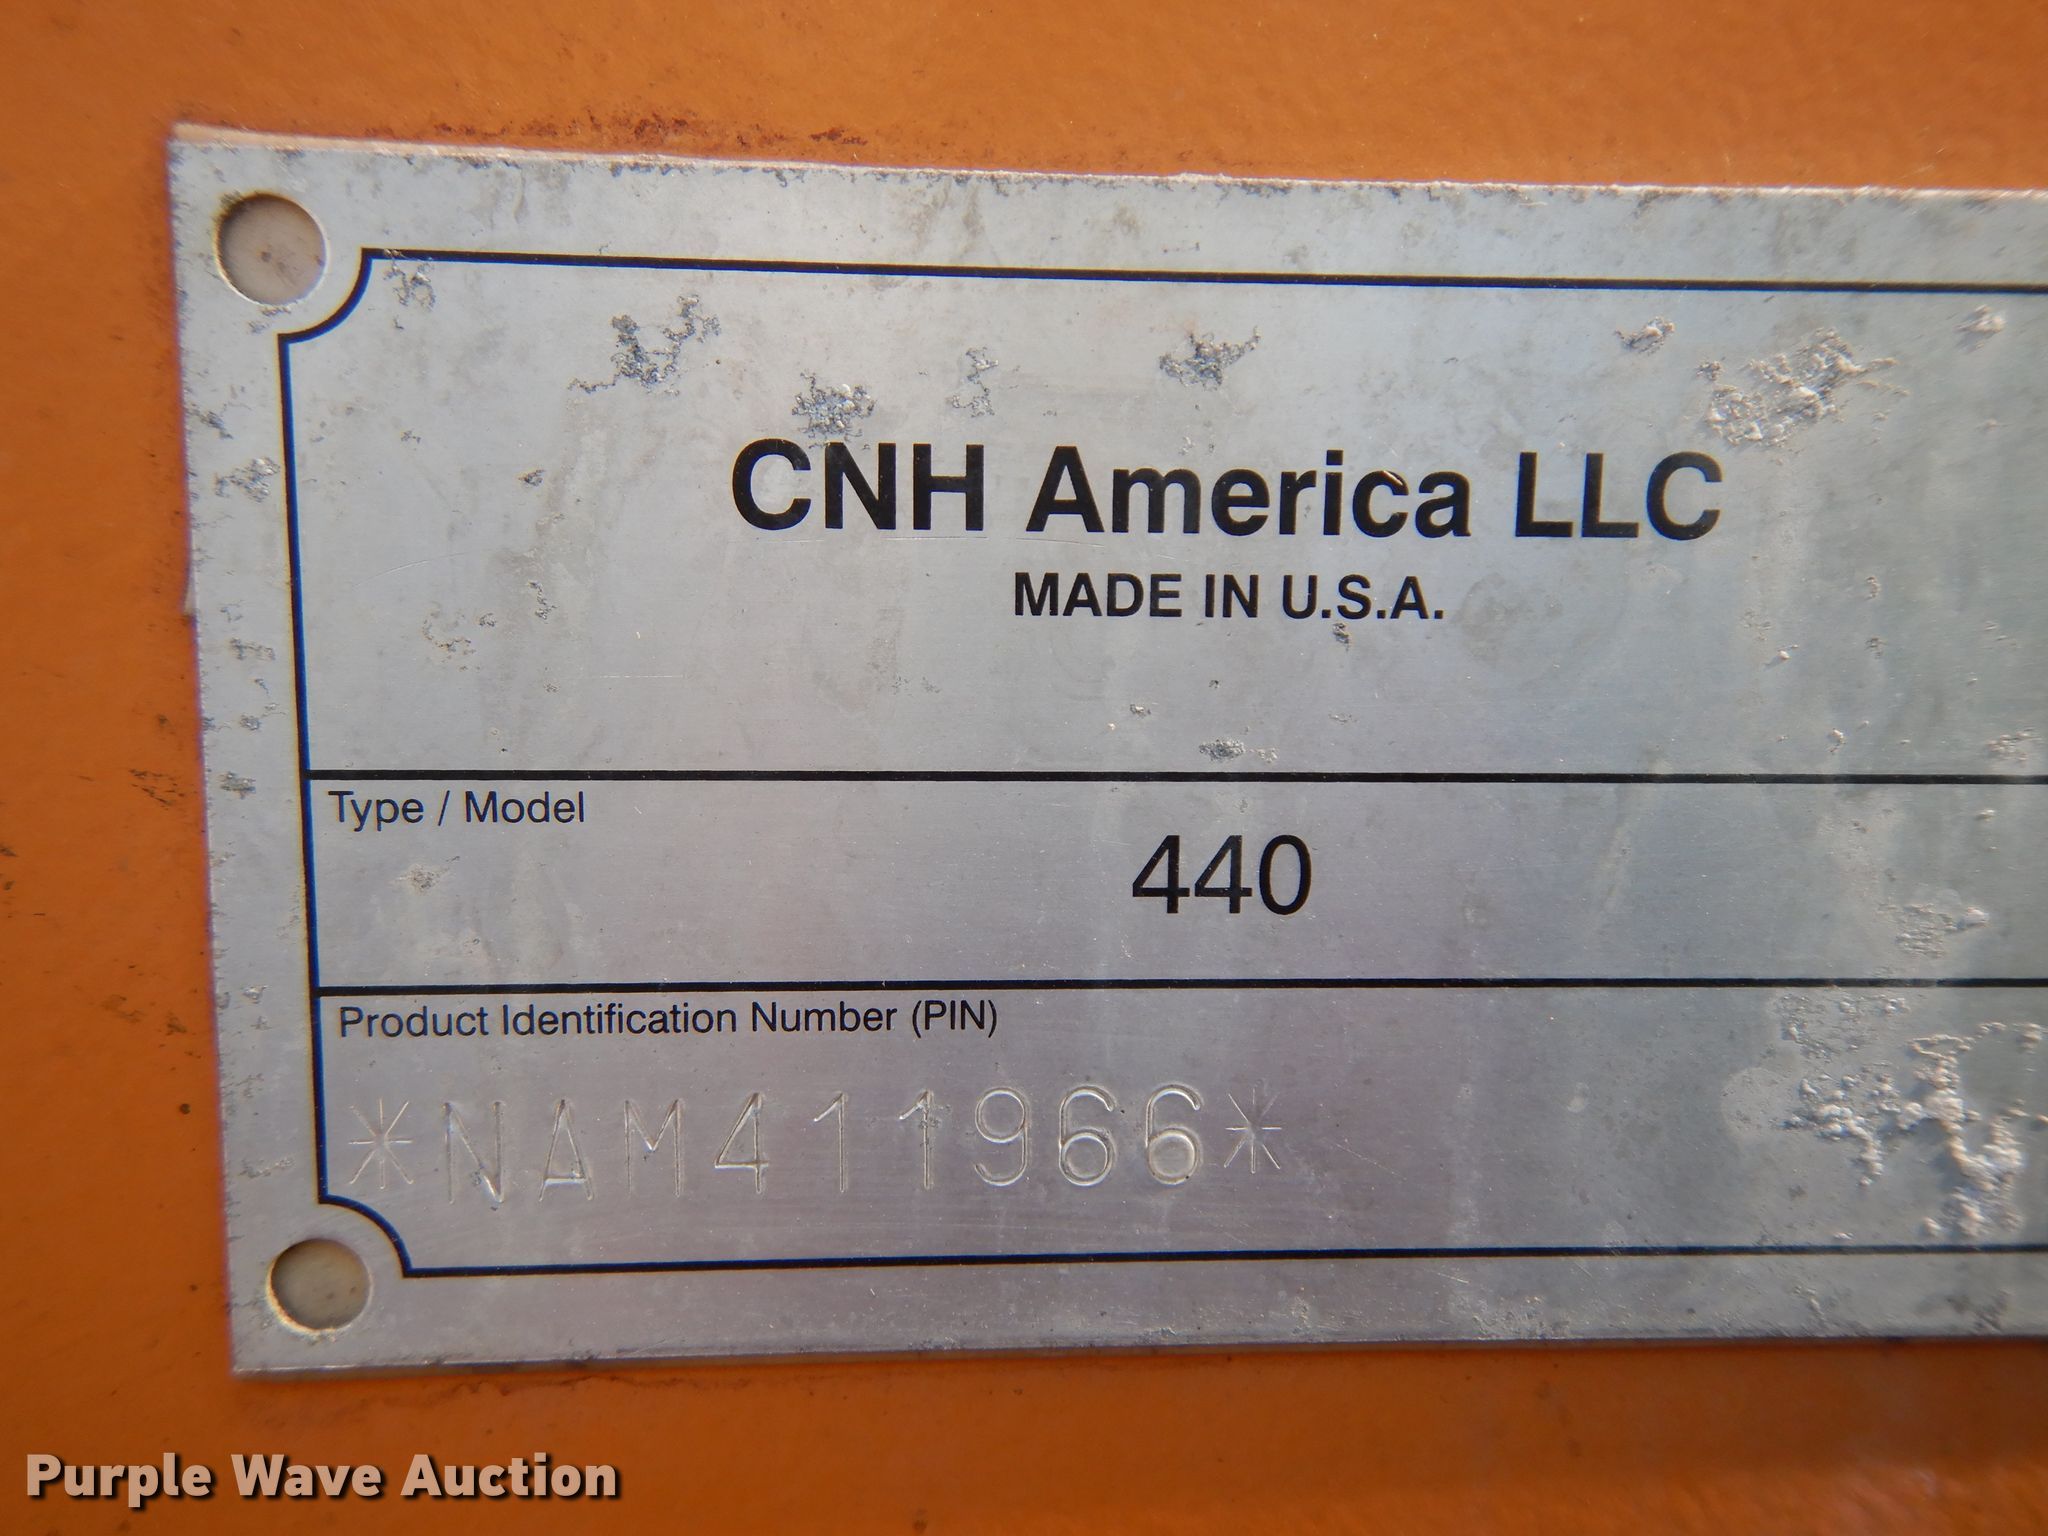 CNH America LLC
MADE IN U.S.A.
Type / Model
440
Product Identification Number (PIN)
*NAM411966*
Purple Wave Auction